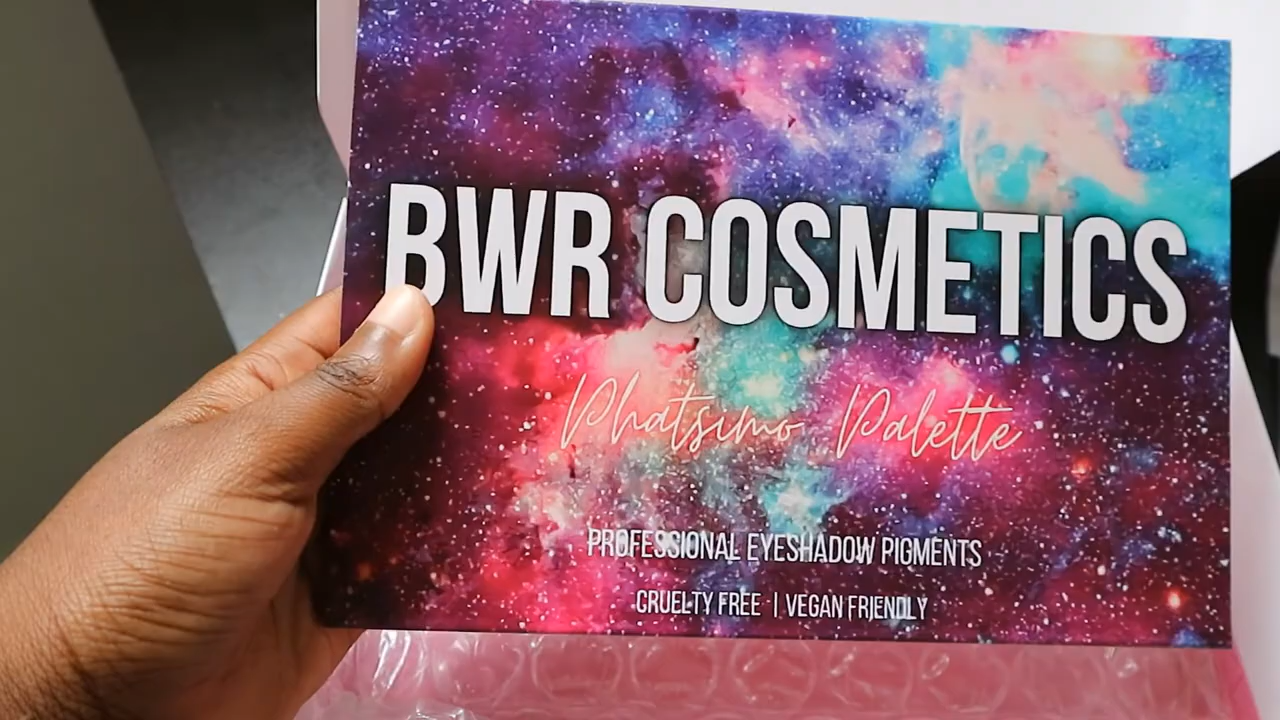 BWR COSMETICS
Phatsimo Palette
PROFESSIONAL EYESHADOW PIGMENTS
CRUELTY FREE | VEGAN FRIENDLY